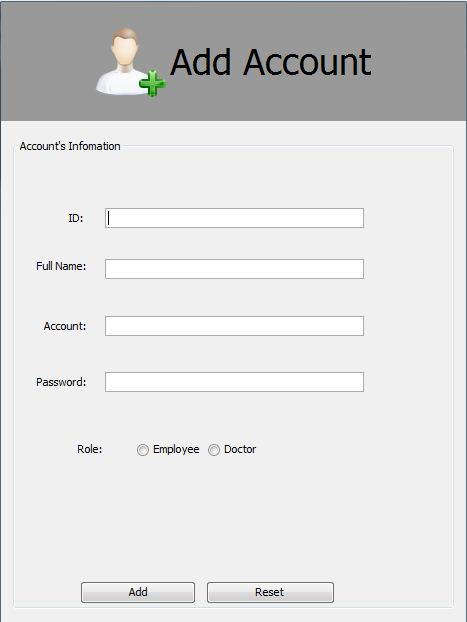 Add Account
Account's Infomation
ID:
Full Name:
Account:
Password:
Role: Employee Doctor
Add Reset